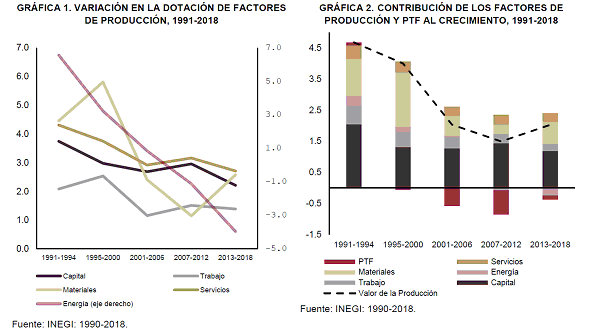 GRÁFICA 1. VARIACIÓN EN LA DOTACIÓN DE FACTORES
DE PRODUCCIÓN, 1991-2018
7.0
6.0
5.0
4.0
3.0
2.0
1.0
0.0
7.0
5.0
3.0
1.0
-1.0
-3.0
-5.0
1991-1994
1995-2000
2001-2006
2007-2012
2013-2018
Capital
Trabajo
Materiales
Servicios
Energía (eje derecho)
Fuente: INEGI: 1990-2018.
GRÁFICA 2. CONTRIBUCIÓN DE LOS FACTORES DE
PRODUCCIÓN Y PTF AL CRECIMIENTO, 1991-2018
4.5
3.5
2.5
1.5
0.5
-0.5
-1.5
1991-1994
1995-2000
2001-2006
2007-2012
2013-2018
PTF
Servicios
Materiales
Energía
Trabajo
Capital
Valor de la Producción
Fuente: INEGI. 1990-2018.